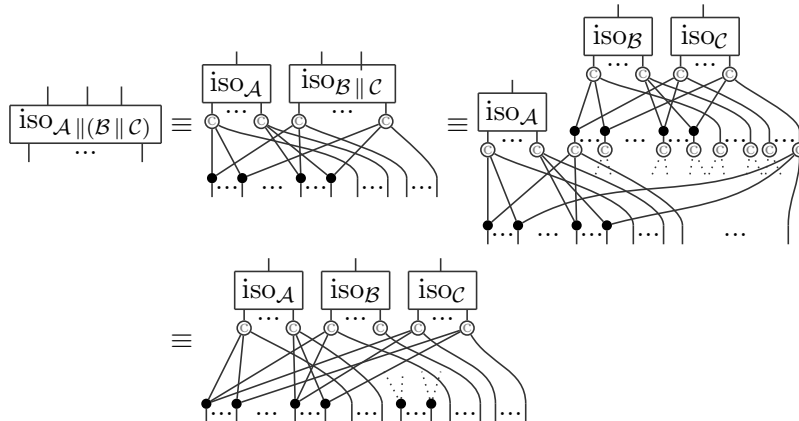 iso𝒜 ∥ (ℬ ∥ 𝒞) ≡ iso𝒜 isoℬ ∥ 𝒞 ≡ iso𝒜 isoℬ iso𝒞
≡ iso𝒜 isoℬ iso𝒞